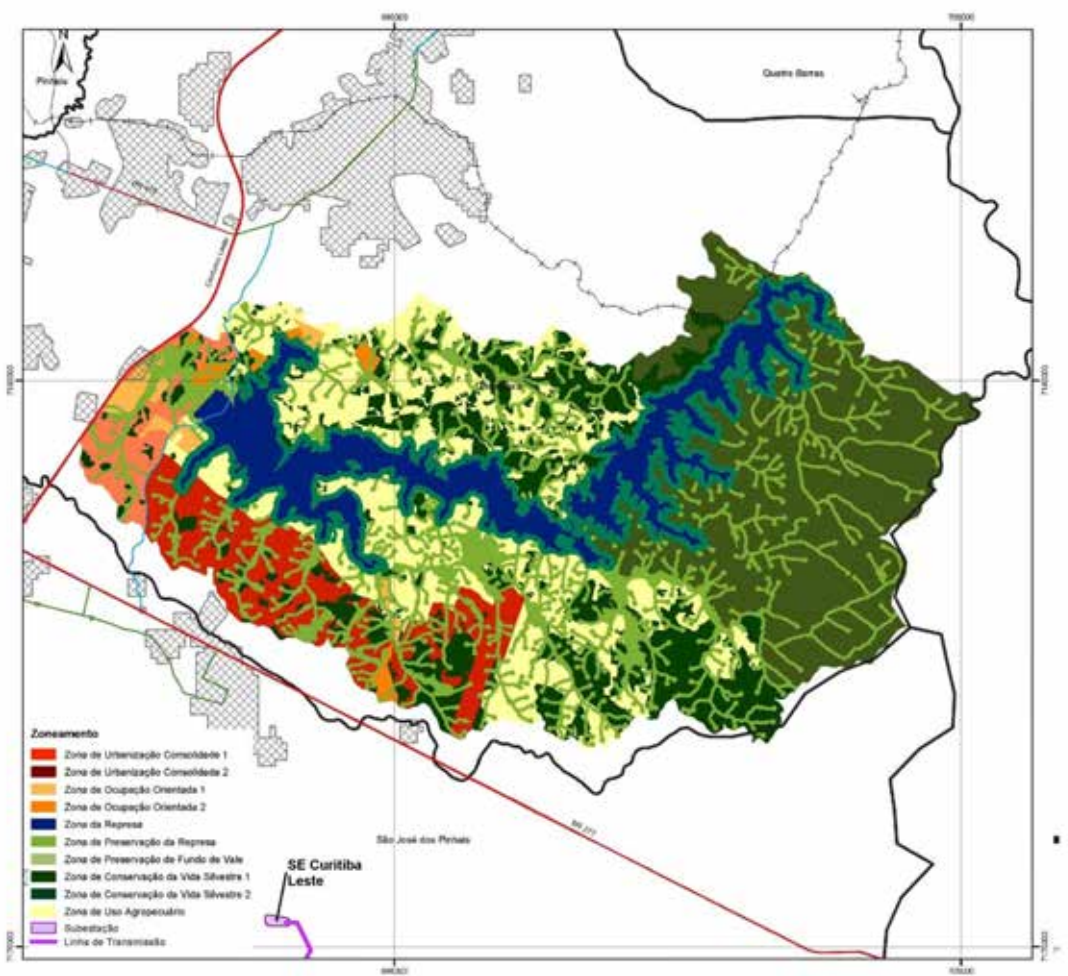 N
Pinhais
Quatro Barras
Contorno Leste
São José dos Pinhais
BR 277
SE Curitiba
Leste
Zoneamento
Zona de Urbanização Consolidade 1
Zona de Urbanização Consolidada 2
Zona de Ocupação Orientada 1
Zona de Ocupação Orientada 2
Zona da Represa
Zona de Preservação da Represa
Zona de Preservação de Fundo de Vale
Zona de Conservação da Vida Silvestre 1
Zona de Conservação da Vida Silvestre 2
Zona de Uso Agropecuário
Subestação
Linha de Transmissão